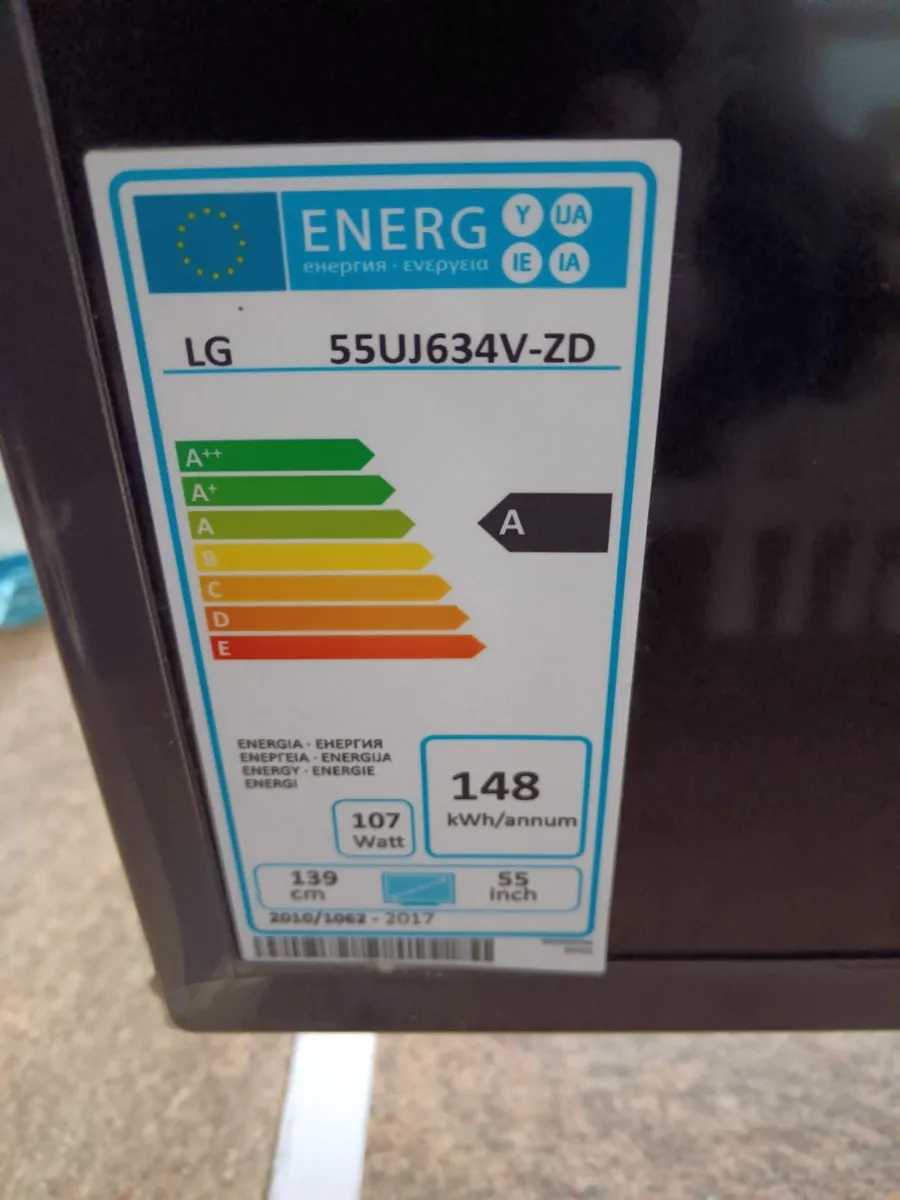 ENERG Y IJA
енергия · ενεργεια IE IA
LG 55UJ634V-ZD
A++
A+
A
A
B
C
D
E
ENERGIA · ЕНЕРГИЯ
ΕΝΕΡΓΕΙΑ · ENERGIJA
ENERGY · ENERGIE
ENERGI
107
Watt
148
kWh/annum
139
cm
55
inch
2010/1062 - 2017